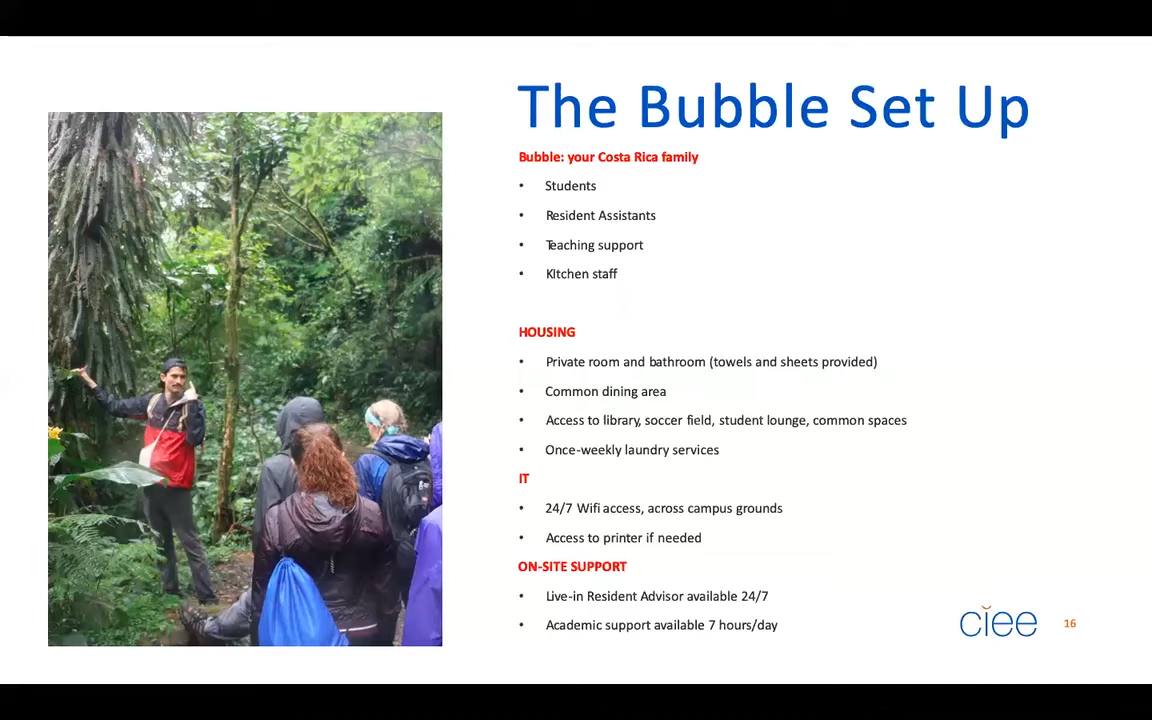 The Bubble Set Up
Bubble: your Costa Rica family
• Students
• Resident Assistants
• Teaching support
• KItchen staff
HOUSING
• Private room and bathroom (towels and sheets provided)
• Common dining area
• Access to library, soccer field, student lounge, common spaces
• Once-weekly laundry services
IT
• 24/7 Wifi access, across campus grounds
• Access to printer if needed
ON-SITE SUPPORT
• Live-in Resident Advisor available 24/7
• Academic support available 7 hours/day
ciee
16